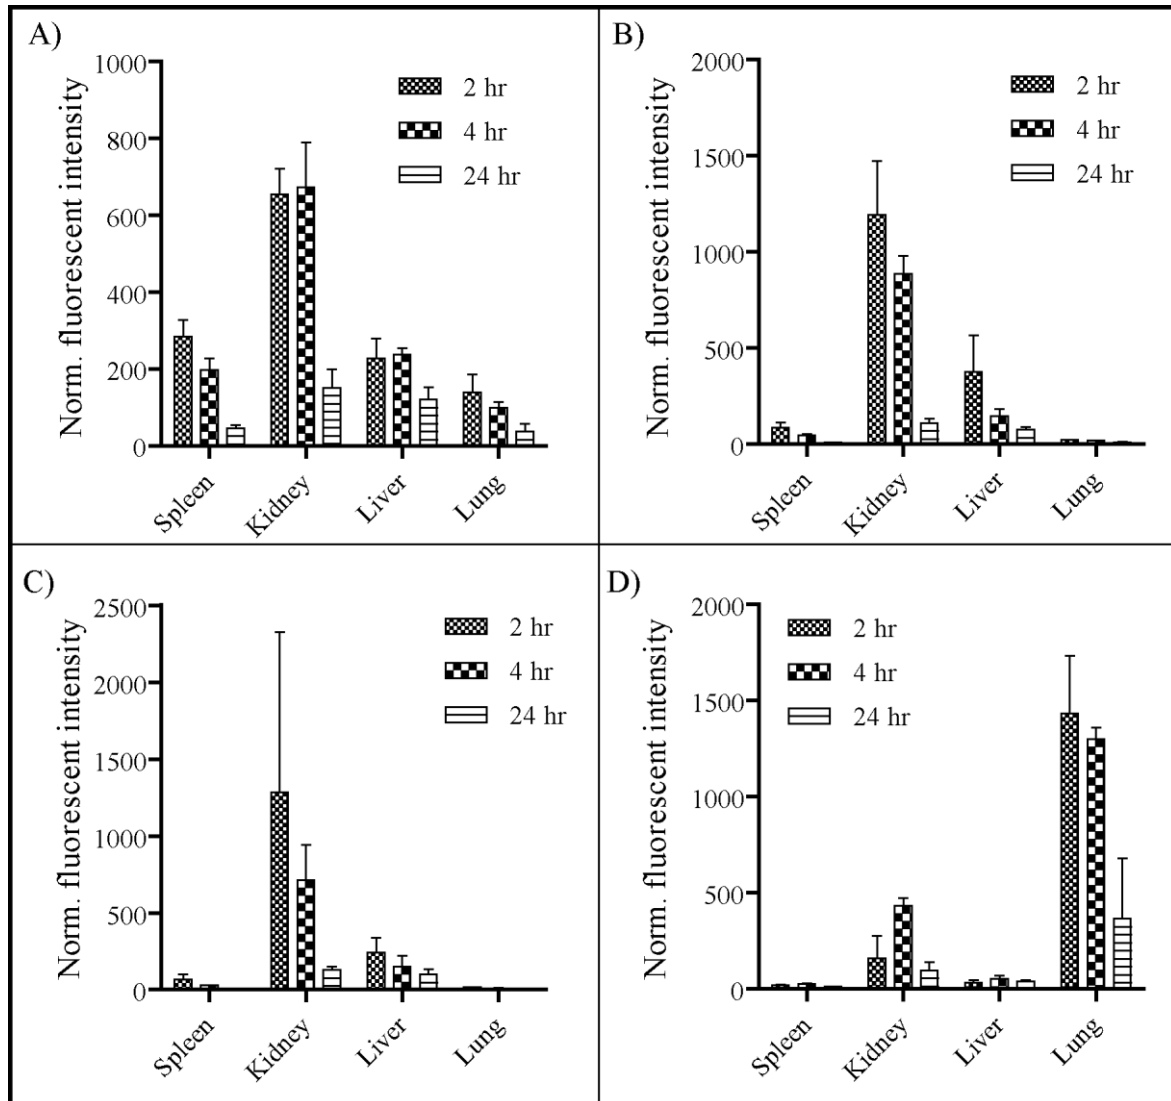 A)
Norm. fluorescent intensity
1000
800
600
400
200
0
2 hr
4 hr
24 hr
Spleen
Kidney
Liver
Lung
B)
Norm. fluorescent intensity
2000
1500
1000
500
0
2 hr
4 hr
24 hr
Spleen
Kidney
Liver
Lung
C)
Norm. fluorescent intensity
2500
2000
1500
1000
500
0
2 hr
4 hr
24 hr
Spleen
Kidney
Liver
Lung
D)
Norm. fluorescent intensity
2000
1500
1000
500
0
2 hr
4 hr
24 hr
Spleen
Kidney
Liver
Lung